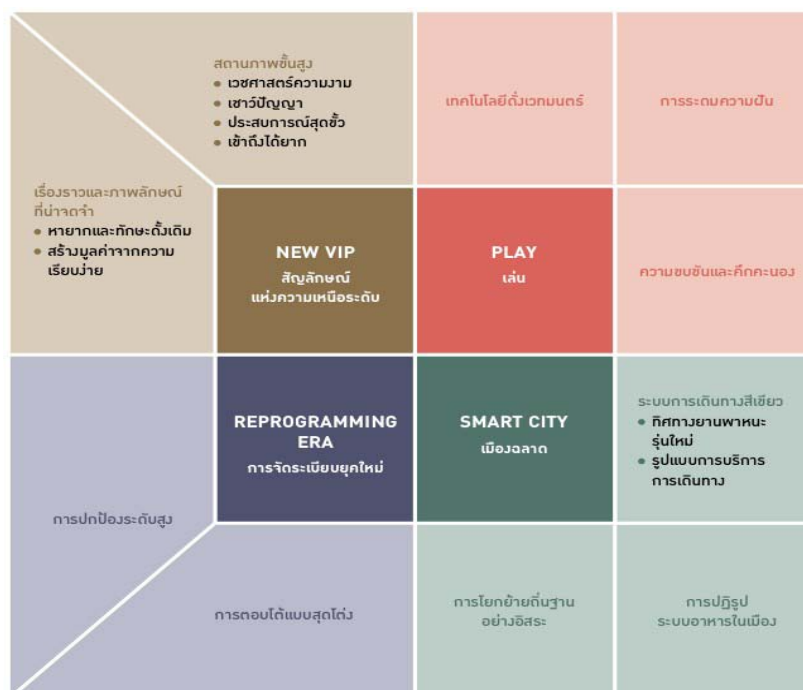 สถานภาพชั้นสูง
เวชศาสตร์ความงาม
เชาว์ปัญญา
ประสบการณ์สุดขั้ว
เข้าถึงได้ยาก
เทคโนโลยีดั่งเวทมนตร์
การระดมความฝัน
เรื่องราวและภาพลักษณ์
ที่น่าจดจำ
หายากและทักษะดั้งเดิม
สร้างมูลค่าจากความ
เรียบง่าย
NEW VIP
สัญลักษณ์
แห่งความเหนือระดับ
PLAY
เล่น
ความขบขันและคึกคะนอง
REPROGRAMMING
ERA
การจัดระเบียบยุคใหม่
SMART CITY
เมืองฉลาด
ระบบการเดินทางสีเขียว
ทิศทางยานพาหนะ
รุ่นใหม่
รูปแบบการบริการ
การเดินทาง
การปกป้องระดับสูง
การตอบโต้แบบสุดโต่ง
การโยกย้ายถิ่นฐาน
อย่างอิสระ
การปฏิรูป
ระบบอาหารในเมือง